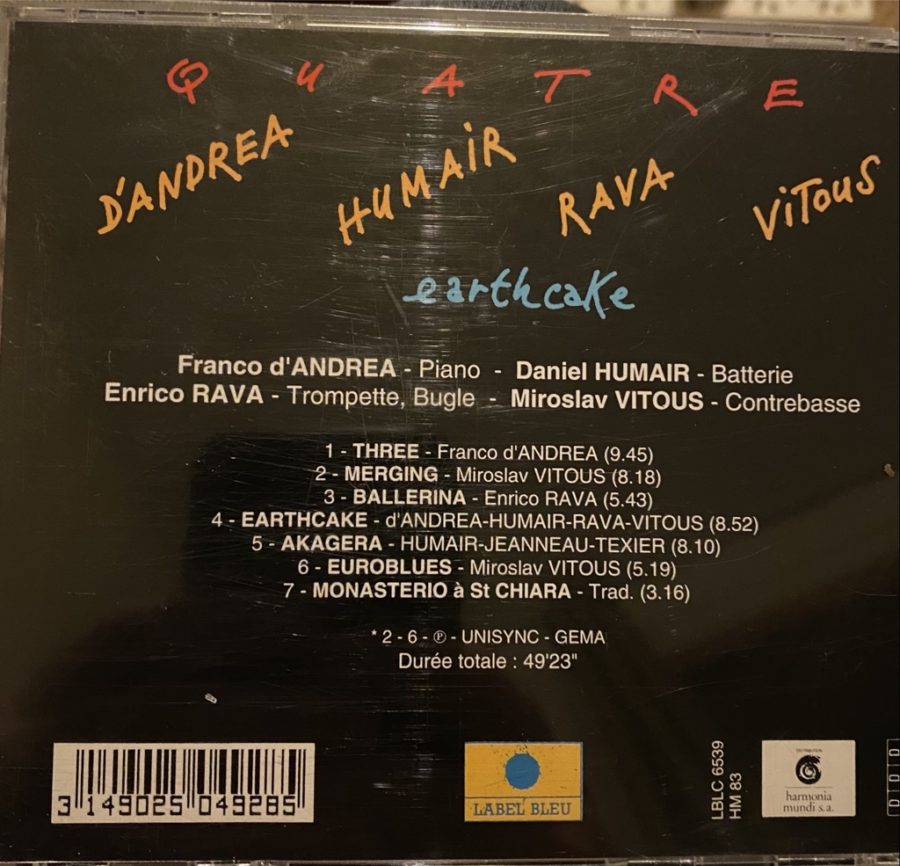 QUATRE
D'ANDREA HUMAIR RAVA VITOUS
earthcake
Franco d'ANDREA - Piano - Daniel HUMAIR - Batterie
Enrico RAVA - Trompette, Bugle - Miroslav VITOUS - Contrebasse
1 - THREE - Franco d'ANDREA (9.45)
2 - MERGING - Miroslav VITOUS (8.18)
3 - BALLERINA - Enrico RAVA (5.43)
4 - EARTHCAKE - d'ANDREA-HUMAIR-RAVA-VITOUS (8.52)
5 - AKAGERA - HUMAIR-JEANNEAU-TEXIER (8.10)
6 - EUROBLUES - Miroslav VITOUS (5.19)
7 - MONASTERIO à St CHIARA - Trad. (3.16)
* 2 - 6 - ℗ - UNISYNC - GEMA
Durée totale : 49'23"
3 149025 049285
LABEL BLEU
LBLC 6539
HM 83
DISTRIBUTION
harmonia
mundi s.a.
DDD